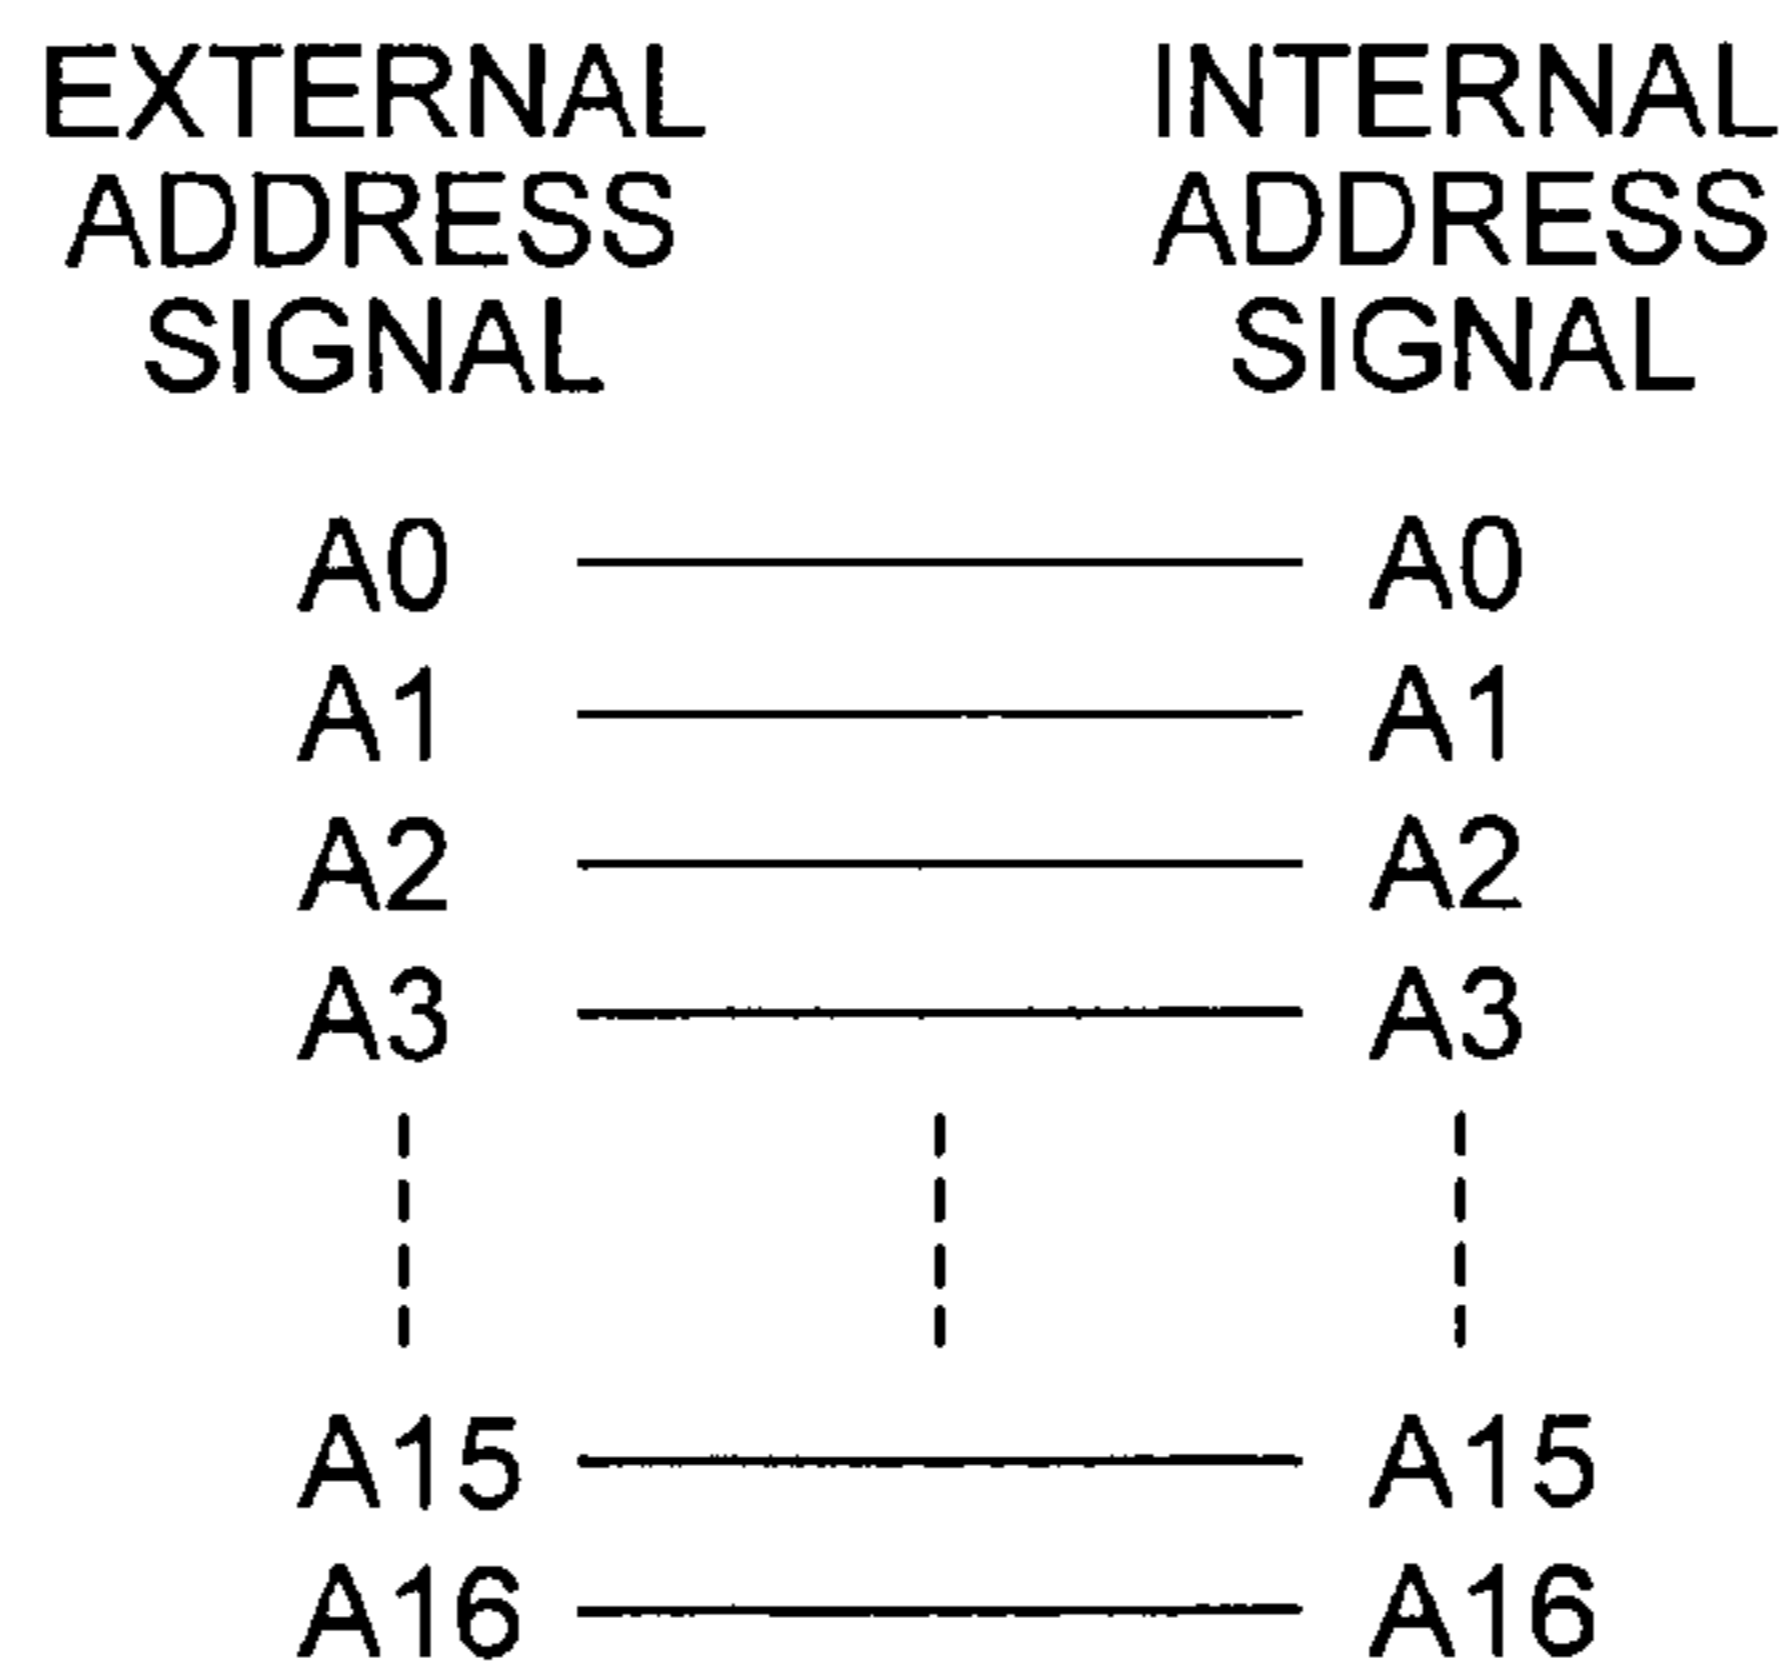 EXTERNAL ADDRESS SIGNAL
INTERNAL ADDRESS SIGNAL
A0 A0
A1 A1
A2 A2
A3 A3
A15 A15
A16 A16